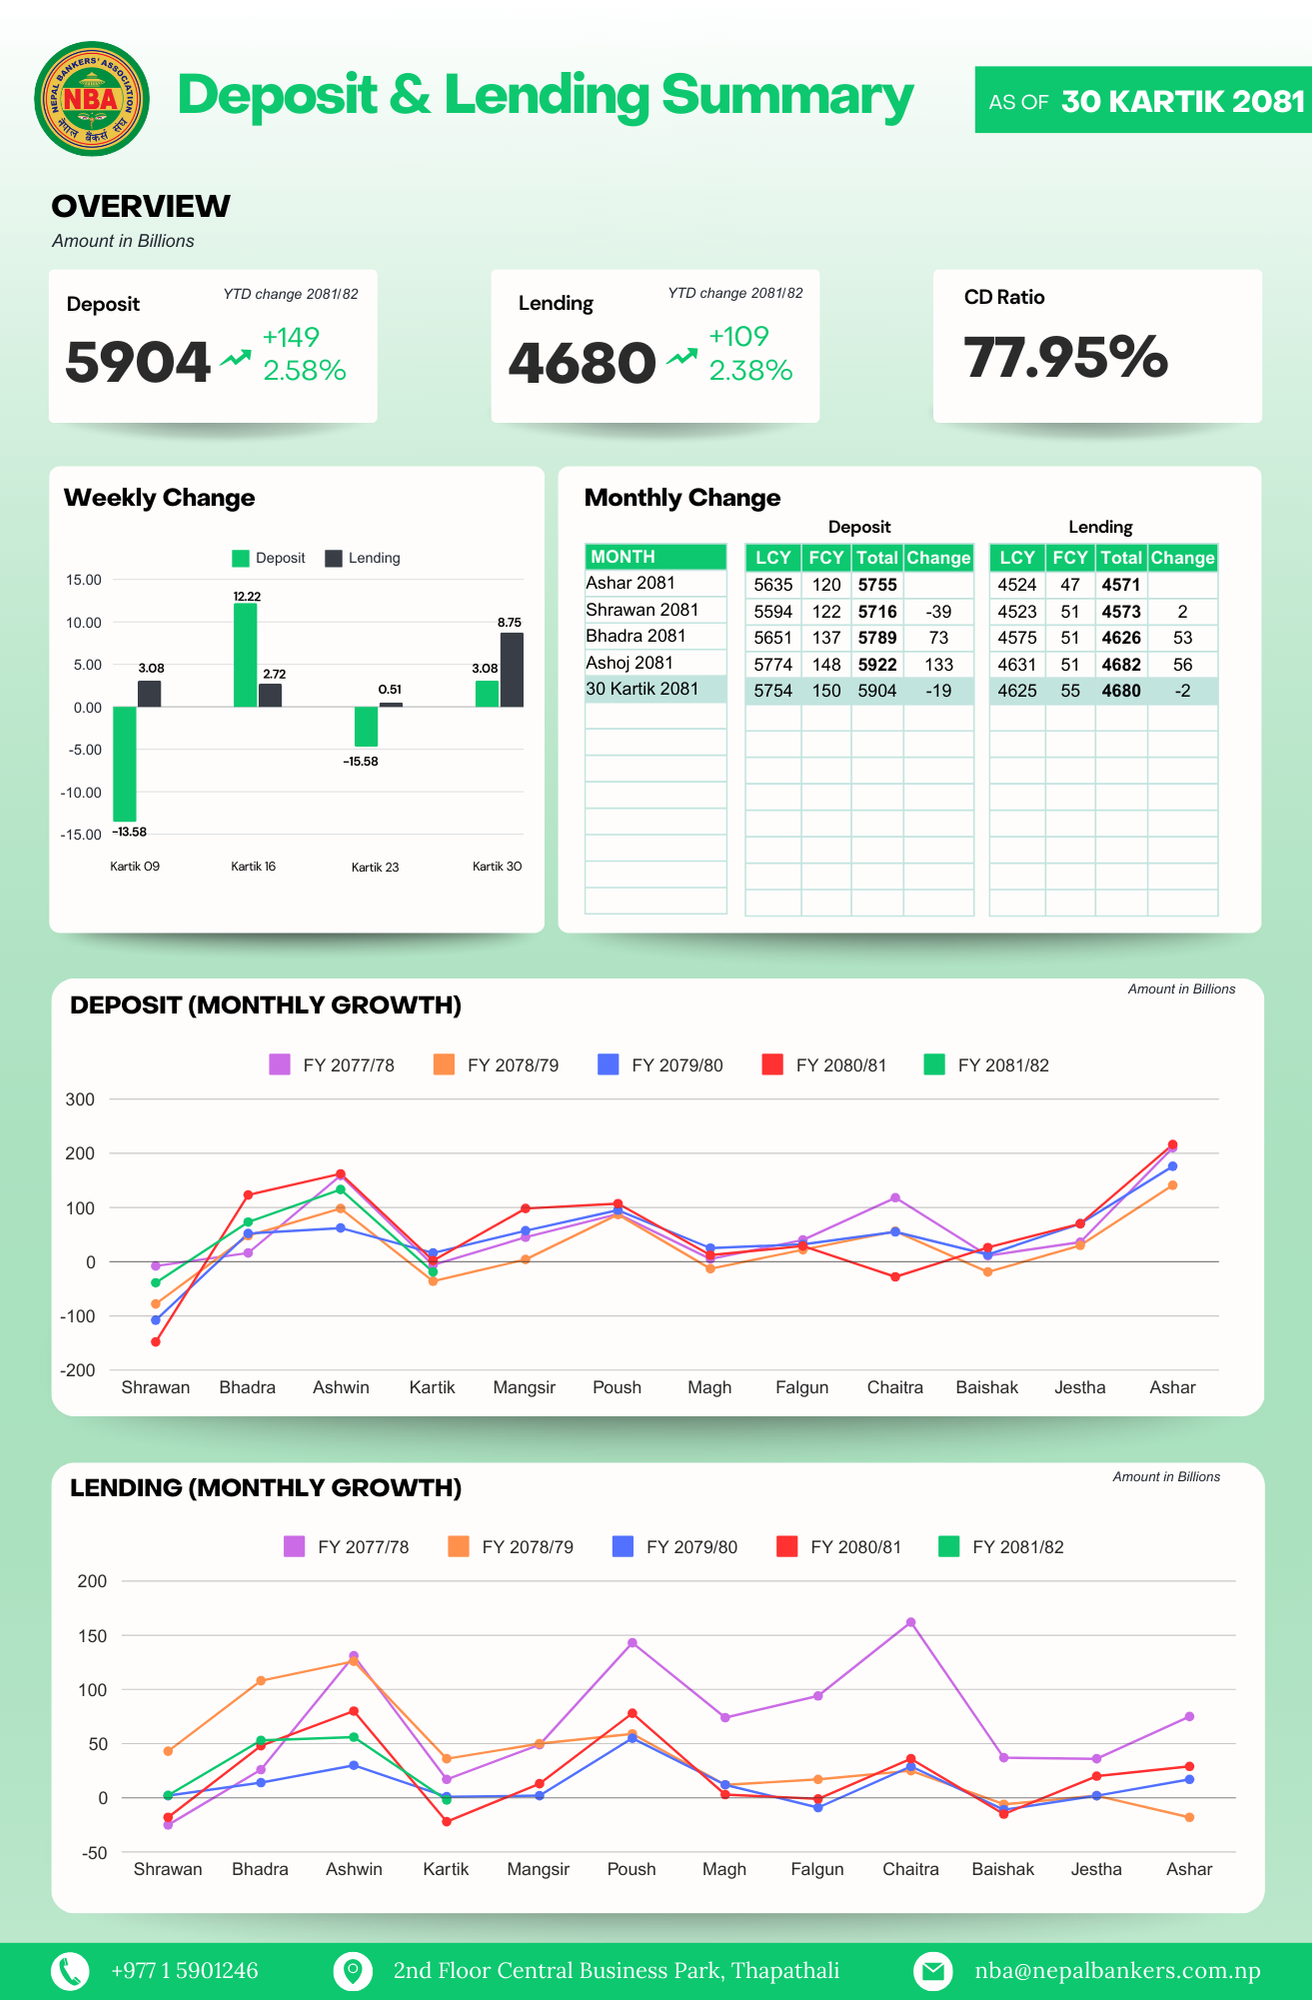 NEPAL BANKERS' ASSOCIATION
NBA
नेपाल बैंकर्स संघ
Deposit & Lending Summary
AS OF 30 KARTIK 2081
OVERVIEW
Amount in Billions
Deposit
YTD change 2081/82
5904
+149
2.58%
Lending
YTD change 2081/82
4680
+109
2.38%
CD Ratio
77.95%
Weekly Change
Deposit Lending
15.00
10.00
5.00
0.00
-5.00
-10.00
-15.00
-13.58
3.08
12.22
2.72
-15.58
0.51
3.08
8.75
Kartik 09 Kartik 16 Kartik 23 Kartik 30
Monthly Change
Deposit Lending
MONTH LCY FCY Total Change LCY FCY Total Change
Ashar 2081 5635 120 5755 4524 47 4571
Shrawan 2081 5594 122 5716 -39 4523 51 4573 2
Bhadra 2081 5651 137 5789 73 4575 51 4626 53
Ashoj 2081 5774 148 5922 133 4631 51 4682 56
30 Kartik 2081 5754 150 5904 -19 4625 55 4680 -2
DEPOSIT (MONTHLY GROWTH)
Amount in Billions
FY 2077/78 FY 2078/79 FY 2079/80 FY 2080/81 FY 2081/82
300
200
100
0
-100
-200
Shrawan Bhadra Ashwin Kartik Mangsir Poush Magh Falgun Chaitra Baishak Jestha Ashar
LENDING (MONTHLY GROWTH)
Amount in Billions
FY 2077/78 FY 2078/79 FY 2079/80 FY 2080/81 FY 2081/82
200
150
100
50
0
-50
Shrawan Bhadra Ashwin Kartik Mangsir Poush Magh Falgun Chaitra Baishak Jestha Ashar
+977 1 5901246 2nd Floor Central Business Park, Thapathali nba@nepalbankers.com.np